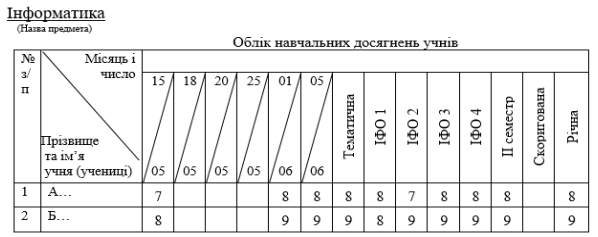 Інформатика
(Назва предмета)
Облік навчальних досягнень учнів
№ з/п
Місяць і число
Прізвище та ім’я учня (учениці)
15 05
18 05
20 05
25 05
01 06
05 06
Тематична
ІФО 1
ІФО 2
ІФО 3
ІФО 4
ІІ семестр
Скоригована
Річна
1 А… 7 8 8 8 8 7 8 8 8 8
2 Б… 8 9 9 9 8 9 9 9 9 9